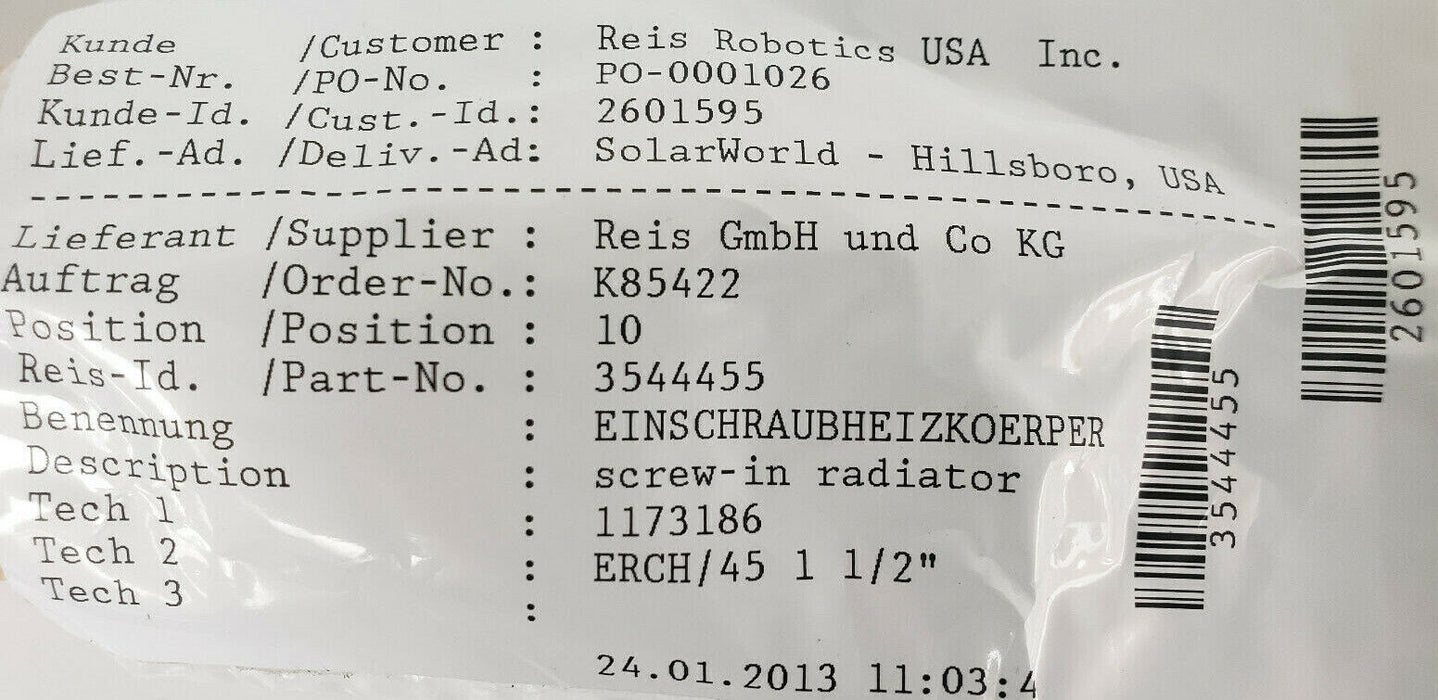 Kunde /Customer : Reis Robotics USA Inc.
Best-Nr. /PO-No. : PO-0001026
Kunde-Id. /Cust.-Id.: 2601595
Lief.-Ad. /Deliv.-Ad: SolarWorld - Hillsboro, USA
Lieferant /Supplier : Reis GmbH und Co KG
Auftrag /Order-No.: K85422
Position /Position : 10
Reis-Id. /Part-No. : 3544455
Benennung : EINSCHRAUBHEIZKOERPER
Description : screw-in radiator
Tech 1 : 1173186
Tech 2 : ERCH/45 1 1/2"
Tech 3 :
24.01.2013 11:03:4
3544455
2601595